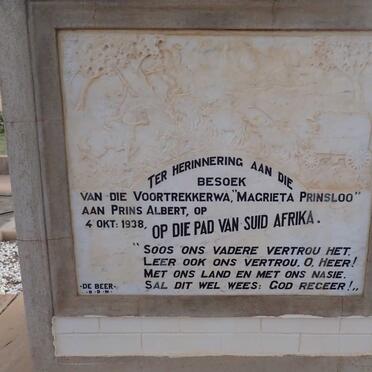 TER HERINNERING AAN DIE
BESOEK
VAN DIE VOORTREKKERWA, "MAGRIETA PRINSLOO"
AAN PRINS ALBERT, OP
4 OKT: 1938, OP DIE PAD VAN SUID AFRIKA.
"SOOS ONS VADERE VERTROU HET,
LEER OOK ONS VERTROU, O, HEER!
MET ONS LAND EN MET ONS NASIE.
SAL DIT WEL WEES: GOD REGEER!"
-DE BEER-